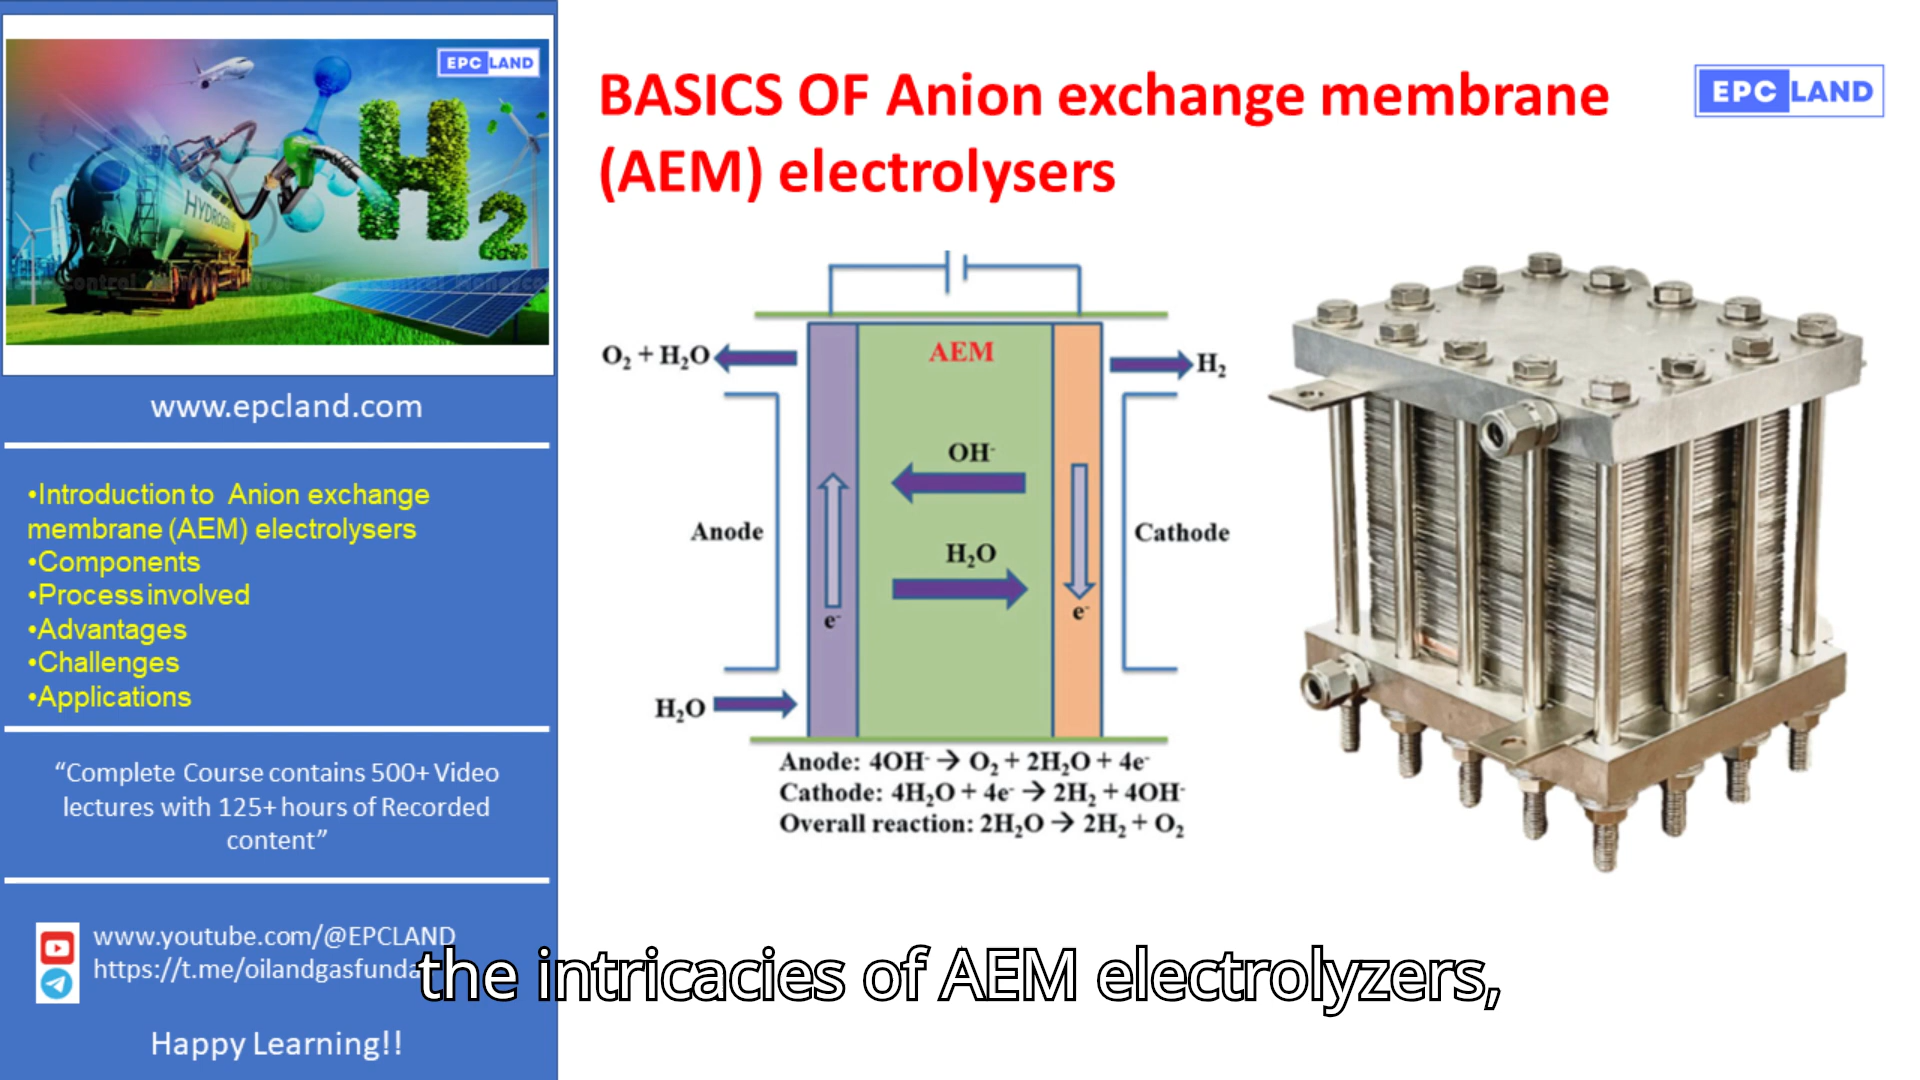 EPC LAND
HYDROGEN
H2
www.epcland.com
•Introduction to Anion exchange
membrane (AEM) electrolysers
•Components
•Process involved
•Advantages
•Challenges
•Applications
“Complete Course contains 500+ Video
lectures with 125+ hours of Recorded
content”
www.youtube.com/@EPCLAND
https://t.me/oilandgasfunda
Happy Learning!!
BASICS OF Anion exchange membrane
(AEM) electrolysers
EPC LAND
O₂ + H₂O
AEM
H₂
OH⁻
Anode
H₂O
Cathode
e⁻
e⁻
H₂O
Anode: 4OH⁻ → O₂ + 2H₂O + 4e⁻
Cathode: 4H₂O + 4e⁻ → 2H₂ + 4OH⁻
Overall reaction: 2H₂O → 2H₂ + O₂
the intricacies of AEM electrolyzers,